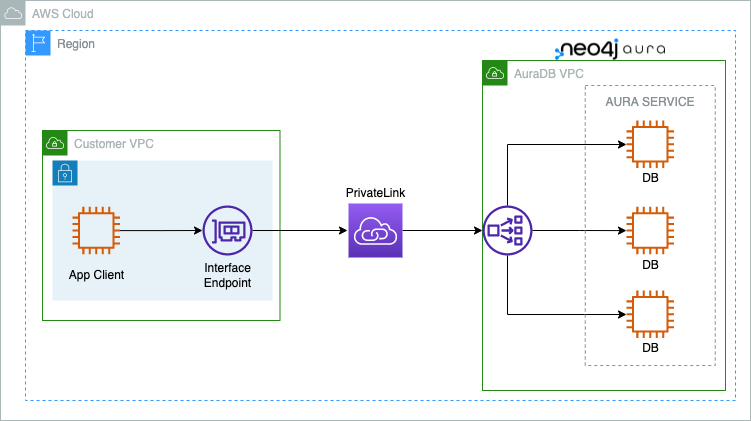 AWS Cloud
Region
neo4j aura
AuraDB VPC
AURA SERVICE
Customer VPC
DB
PrivateLink
App Client
Interface
Endpoint
DB
DB